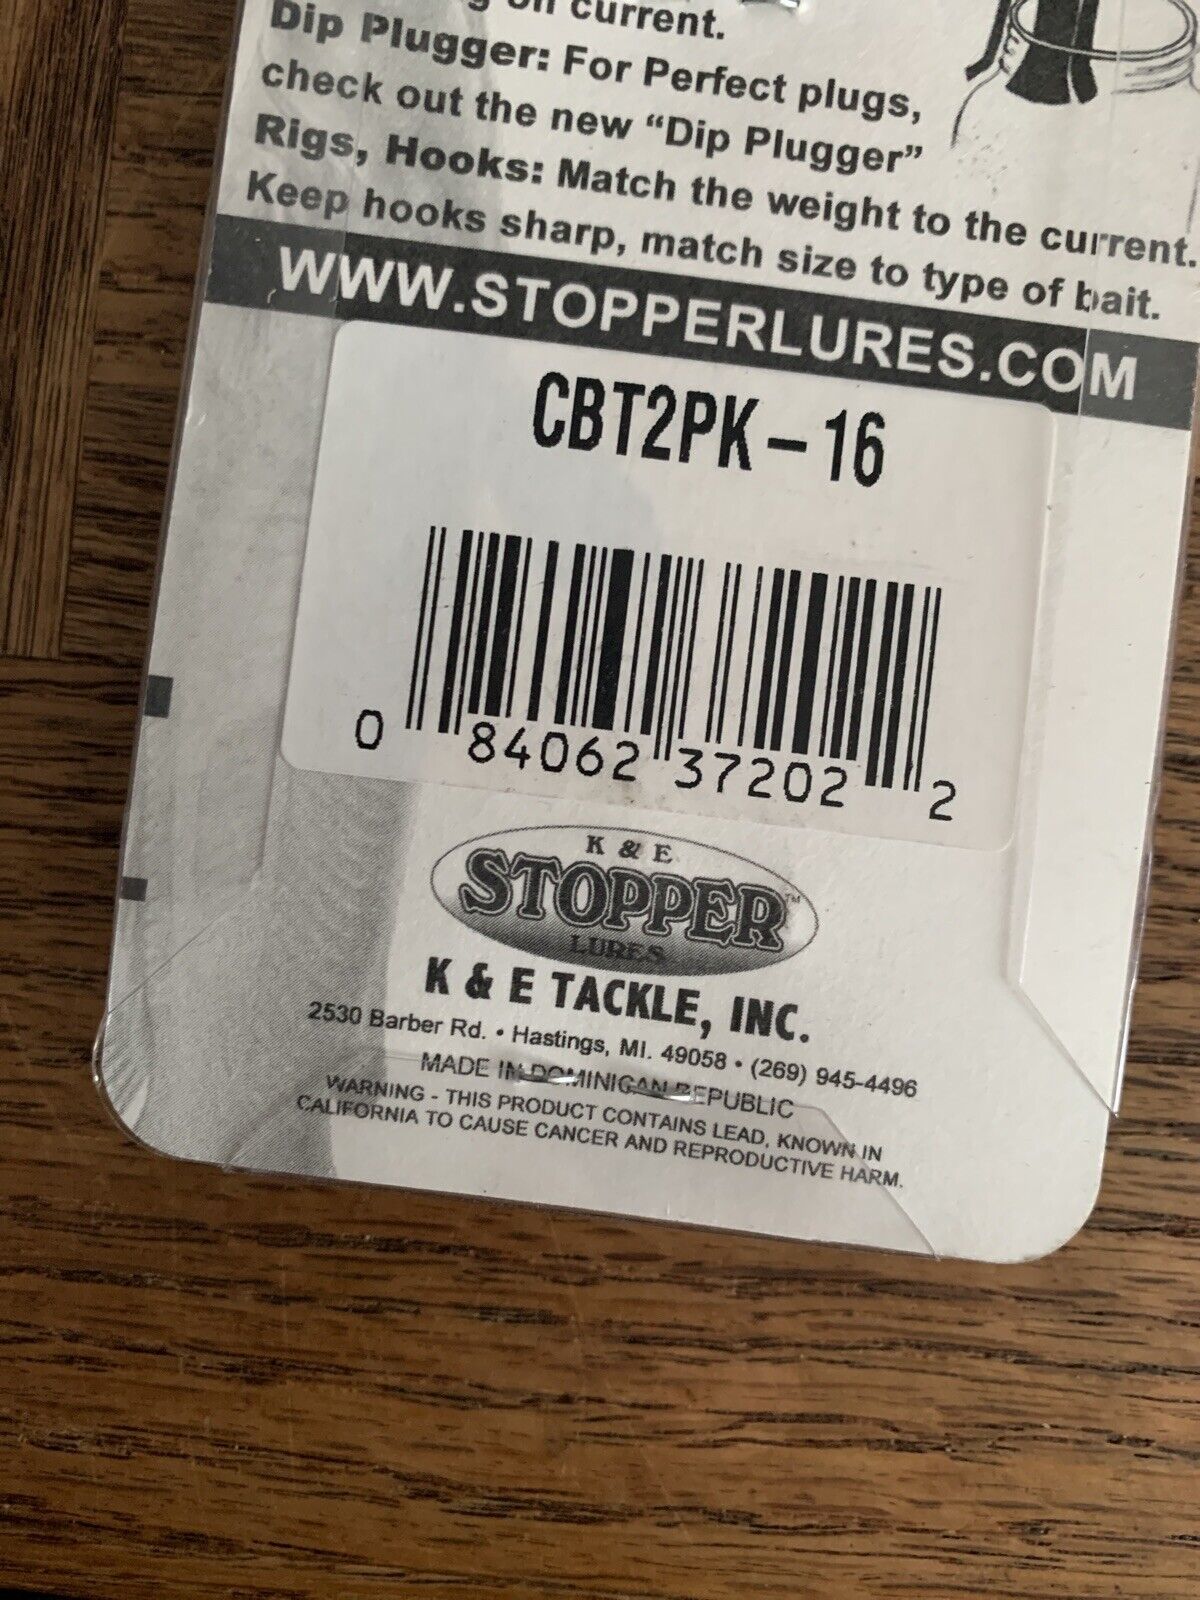 on current.
Dip Plugger: For Perfect plugs,
check out the new “Dip Plugger”
Rigs, Hooks: Match the weight to the current.
Keep hooks sharp, match size to type of bait.
WWW.STOPPERLURES.COM
CBT2PK-16
0 84062 37202 2
K & E
STOPPER™
LURES
K & E TACKLE, INC.
2530 Barber Rd. • Hastings, MI. 49058 • (269) 945-4496
MADE IN DOMINICAN REPUBLIC
WARNING - THIS PRODUCT CONTAINS LEAD, KNOWN IN
CALIFORNIA TO CAUSE CANCER AND REPRODUCTIVE HARM.